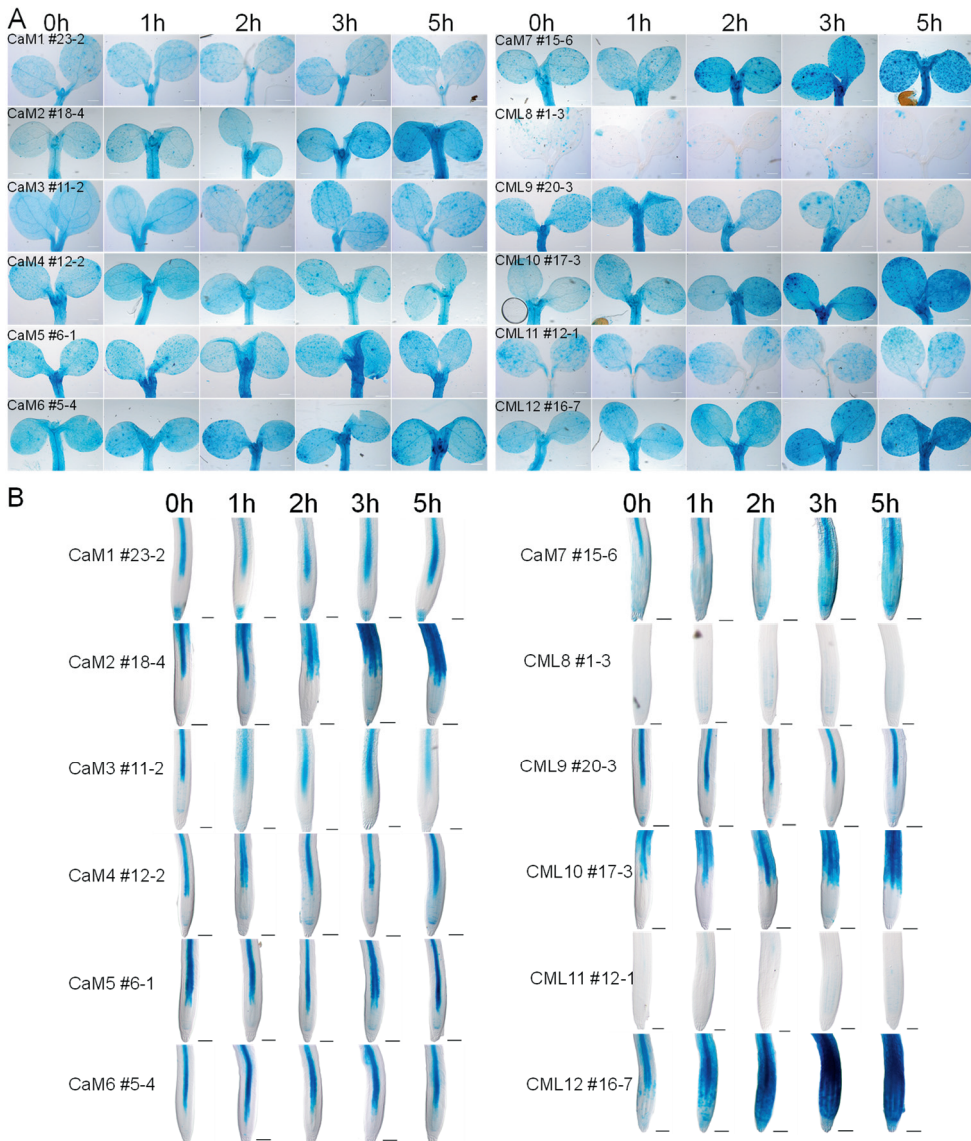 A
0h 1h 2h 3h 5h
0h 1h 2h 3h 5h
CaM1 #23-2
CaM2 #18-4
CaM3 #11-2
CaM4 #12-2
CaM5 #6-1
CaM6 #5-4
CaM7 #15-6
CML8 #1-3
CML9 #20-3
CML10 #17-3
CML11 #12-1
CML12 #16-7
B
0h 1h 2h 3h 5h
CaM1 #23-2
CaM2 #18-4
CaM3 #11-2
CaM4 #12-2
CaM5 #6-1
CaM6 #5-4
0h 1h 2h 3h 5h
CaM7 #15-6
CML8 #1-3
CML9 #20-3
CML10 #17-3
CML11 #12-1
CML12 #16-7